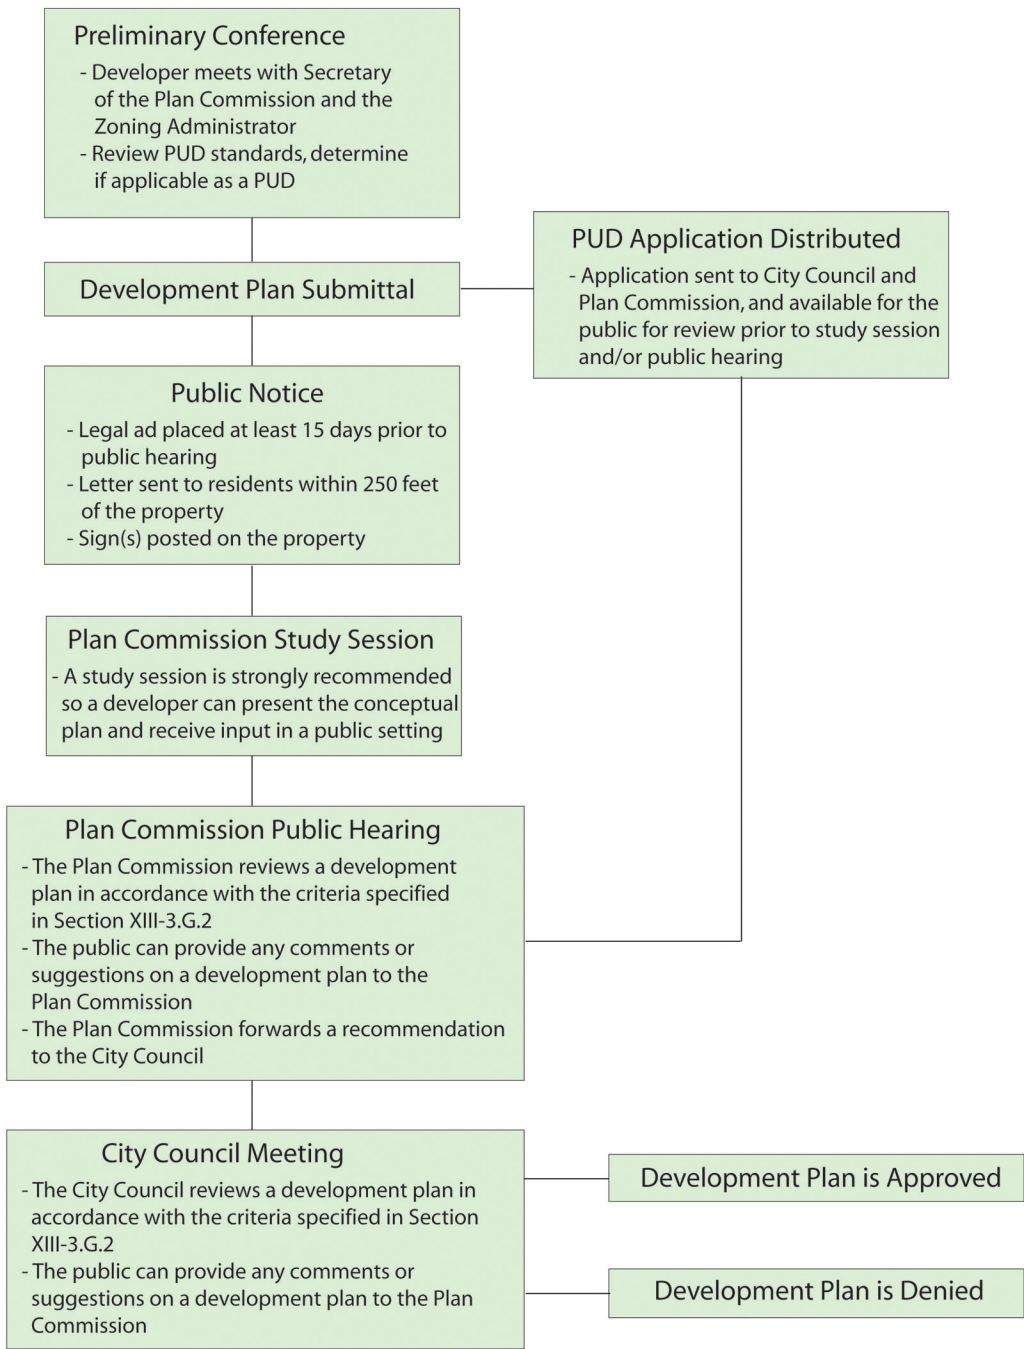 Preliminary Conference
- Developer meets with Secretary
of the Plan Commission and the
Zoning Administrator
- Review PUD standards, determine
if applicable as a PUD
Development Plan Submittal
PUD Application Distributed
- Application sent to City Council and
Plan Commission, and available for the
public for review prior to study session
and/or public hearing
Public Notice
- Legal ad placed at least 15 days prior to
public hearing
- Letter sent to residents within 250 feet
of the property
- Sign(s) posted on the property
Plan Commission Study Session
- A study session is strongly recommended
so a developer can present the conceptual
plan and receive input in a public setting
Plan Commission Public Hearing
- The Plan Commission reviews a development
plan in accordance with the criteria specified
in Section XIII-3.G.2
- The public can provide any comments or
suggestions on a development plan to the
Plan Commission
- The Plan Commission forwards a recommendation
to the City Council
City Council Meeting
- The City Council reviews a development plan in
accordance with the criteria specified in Section
XIII-3.G.2
- The public can provide any comments or
suggestions on a development plan to the Plan
Commission
Development Plan is Approved
Development Plan is Denied